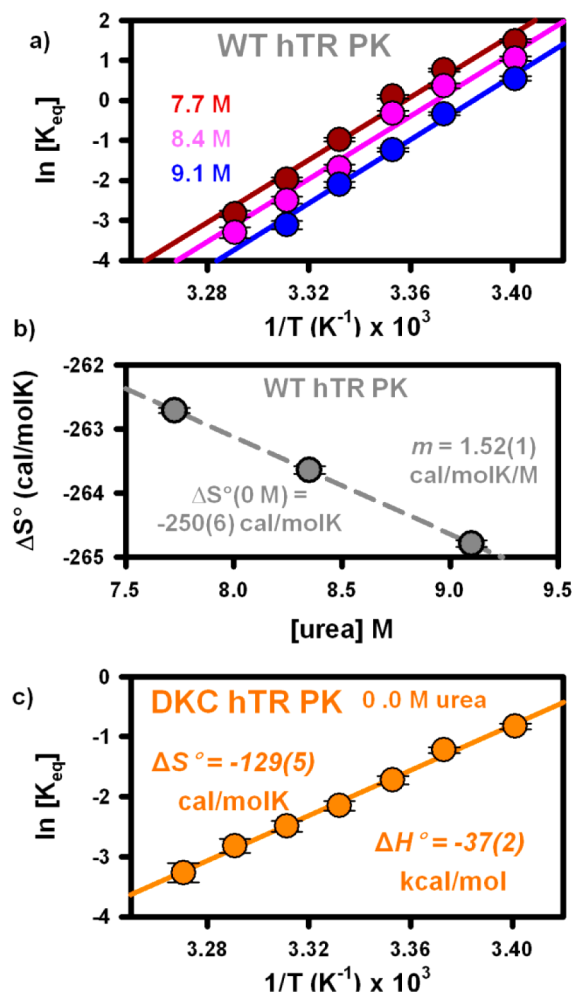 a)
WT hTR PK
7.7 M
8.4 M
9.1 M
ln [Keq]
2
1
0
-1
-2
-3
-4
3.28 3.32 3.36 3.40
1/T (K⁻¹) x 10³
b)
WT hTR PK
m = 1.52(1)
cal/molK/M
ΔS°(0 M) =
-250(6) cal/molK
ΔS° (cal/molK)
-262
-263
-264
-265
7.5 8.0 8.5 9.0 9.5
[urea] M
c)
DKC hTR PK 0 .0 M urea
ΔS° = -129(5)
cal/molK
ΔH° = -37(2)
kcal/mol
ln [Keq]
0
-1
-2
-3
-4
3.28 3.32 3.36 3.40
1/T (K⁻¹) x 10³